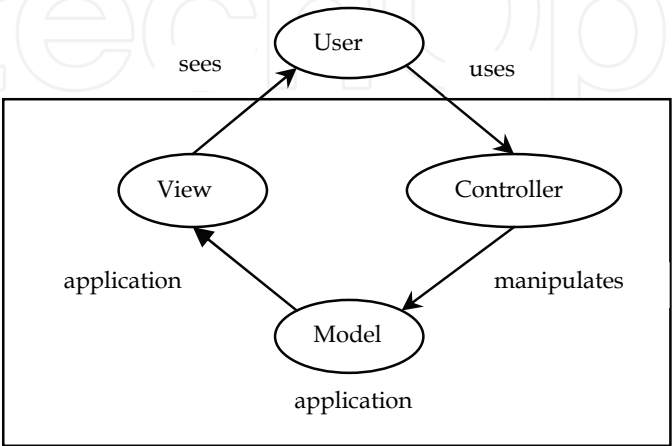 User
sees
uses
View
Controller
application
manipulates
Model
application